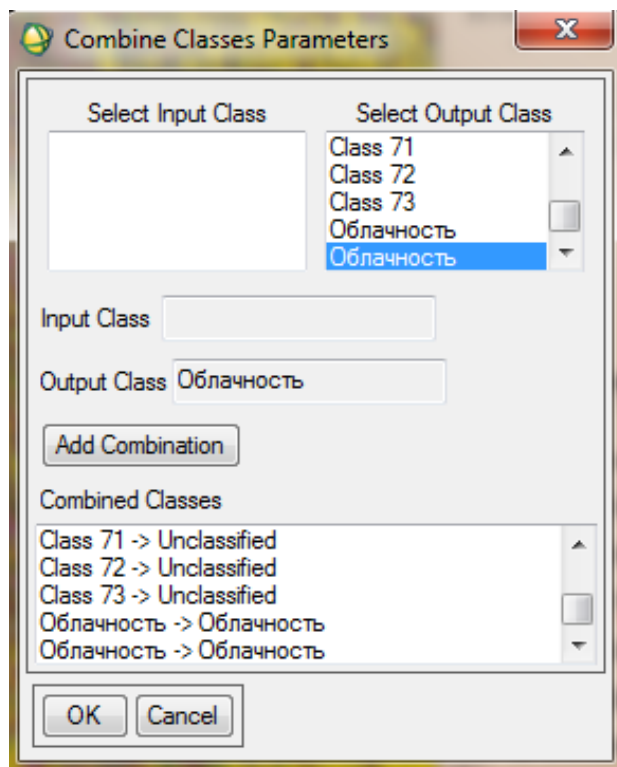 Combine Classes Parameters
Select Input Class
Select Output Class
Class 71
Class 72
Class 73
Облачность
Облачность
Input Class
Output Class Облачность
Add Combination
Combined Classes
Class 71 -> Unclassified
Class 72 -> Unclassified
Class 73 -> Unclassified
Облачность -> Облачность
Облачность -> Облачность
OK Cancel